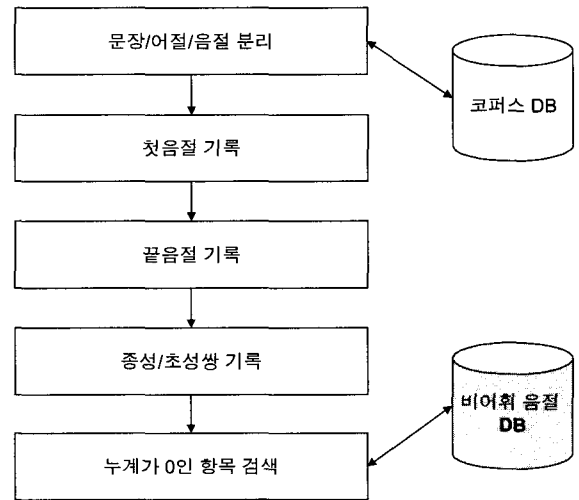 문장/어절/음절 분리
코퍼스 DB
첫음절 기록
끝음절 기록
종성/초성쌍 기록
비어휘 음절
DB
누계가 0인 항목 검색